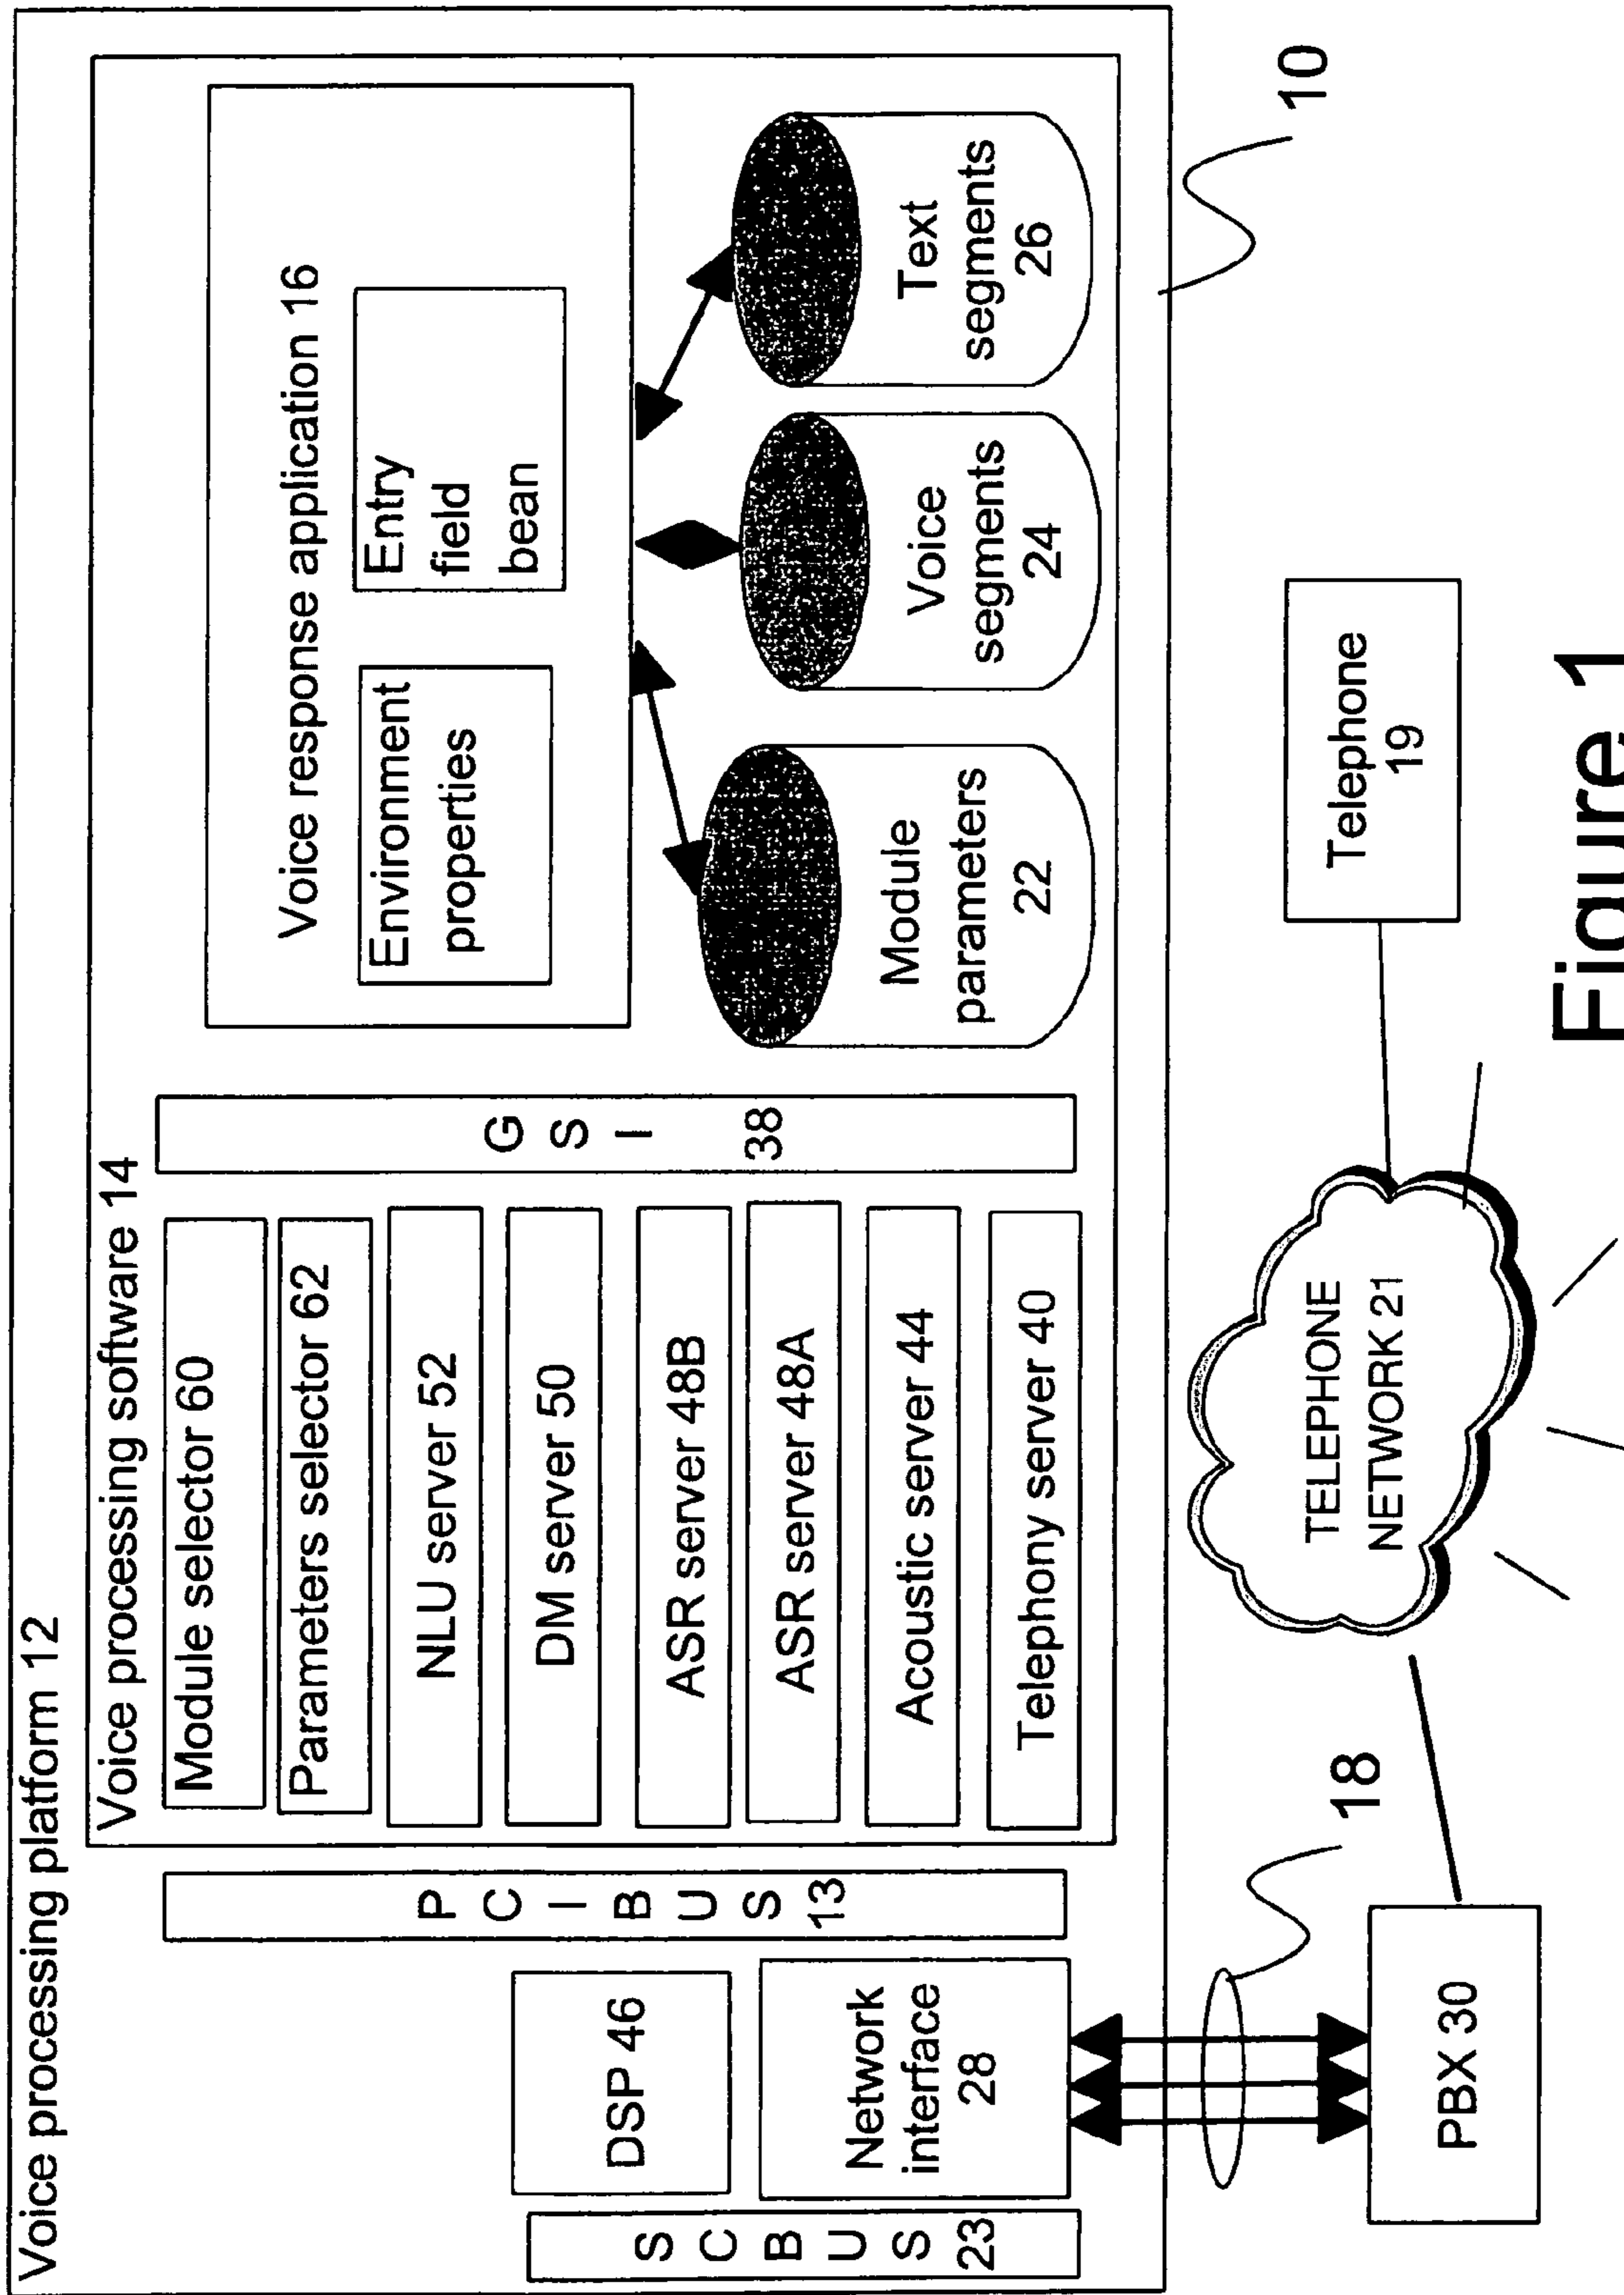 Voice processing platform 12
Voice processing software 14
Module selector 60
Parameters selector 62
NLU server 52
DM server 50
ASR server 48B
ASR server 48A
Acoustic server 44
Telephony server 40
G
S
I
38
Voice response application 16
Environment
properties
Entry
field
bean
Module
parameters
22
Voice
segments
24
Text
segments
26
P
C
I
B
U
S
13
DSP 46
Network
interface
28
S
C
B
U
S
23
18
PBX 30
TELEPHONE
NETWORK 21
Telephone
19
10
Figure 1